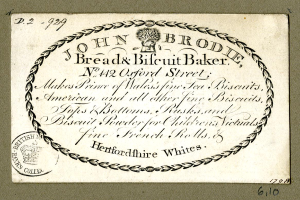 D.2-929
JOHN BRODIE,
Bread & Biscuit Baker,
No. 142 Oxford Street;
Makes Prince of Wales's fine Tea Biscuits,
American and all other fine Biscuits,
Tops & Bottoms, Rusks, and
Biscuit Powder for Children's Victuals,
fine French Rolls, &
Hertfordshire Whites.
6,10